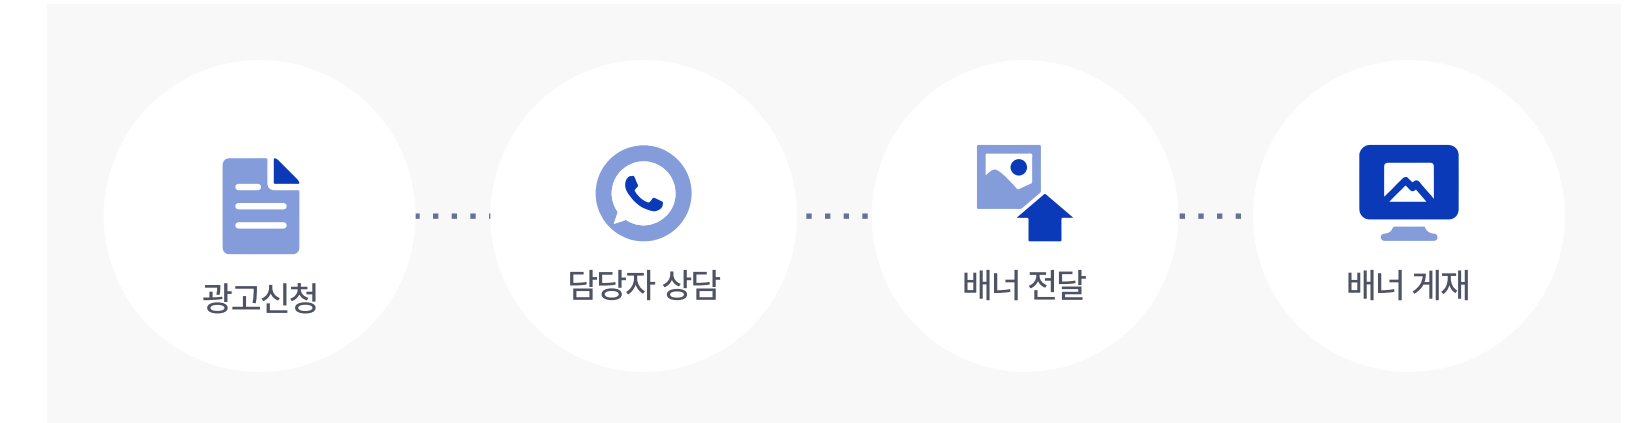 광고신청
담당자 상담
배너 전달
배너 게재